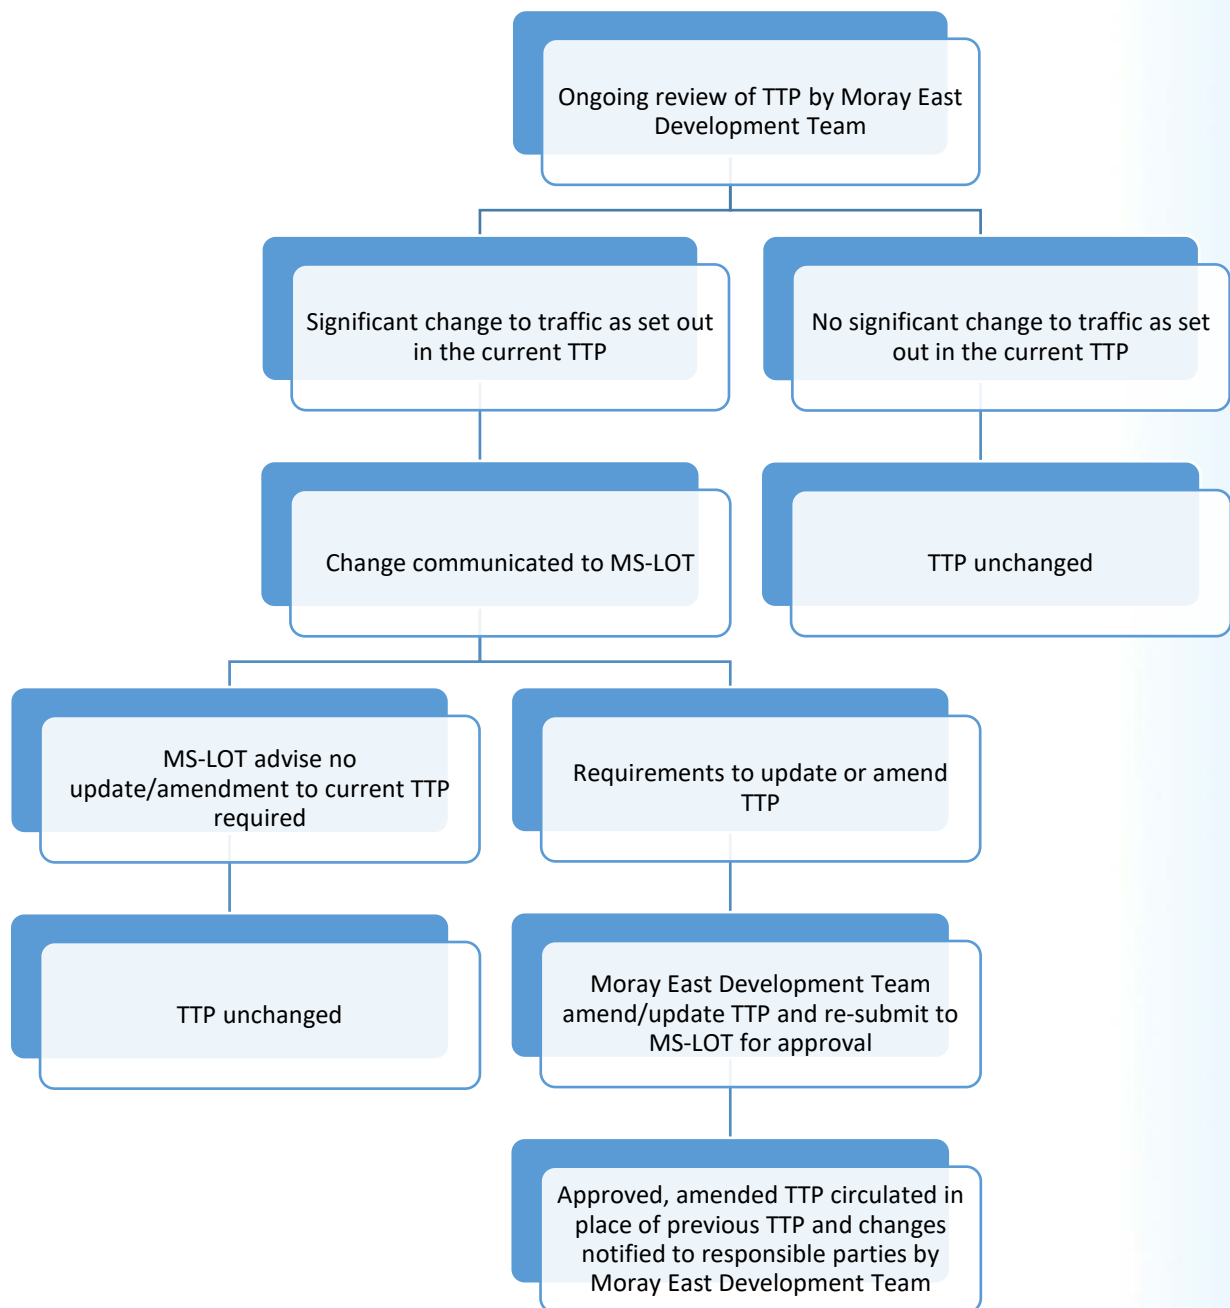 Ongoing review of TTP by Moray East
Development Team
Significant change to traffic as set out
in the current TTP
No significant change to traffic as set
out in the current TTP
Change communicated to MS-LOT
TTP unchanged
MS-LOT advise no
update/amendment to current TTP
required
Requirements to update or amend
TTP
TTP unchanged
Moray East Development Team
amend/update TTP and re-submit to
MS-LOT for approval
Approved, amended TTP circulated in
place of previous TTP and changes
notified to responsible parties by
Moray East Development Team